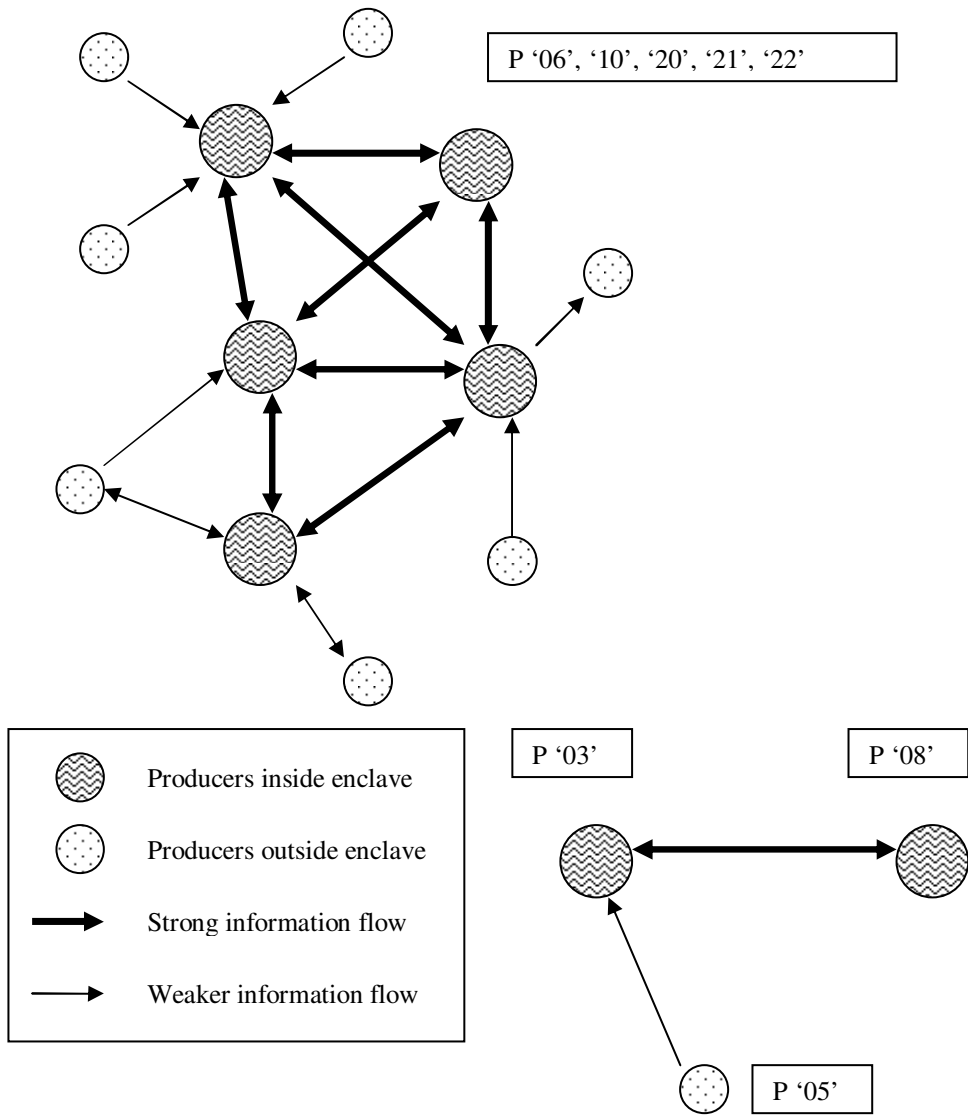 P ‘06’, ‘10’, ‘20’, ‘21’, ‘22’
P ‘03’
P ‘08’
Producers inside enclave
Producers outside enclave
Strong information flow
Weaker information flow
P ‘05’